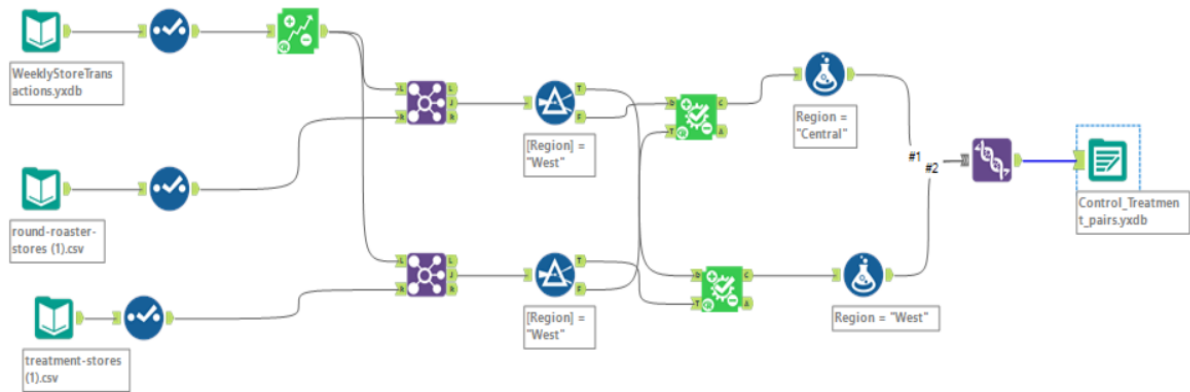 WeeklyStoreTrans
actions.yxdb
L
R
L
J
R
T
F
[Region] =
"West"
D
T
C
A
Region =
"Central"
#1
#2
Control_Treatmen
t_pairs.yxdb
round-roaster-
stores (1).csv
L
R
L
J
R
T
F
[Region] =
"West"
D
T
C
A
Region = "West"
treatment-stores
(1).csv